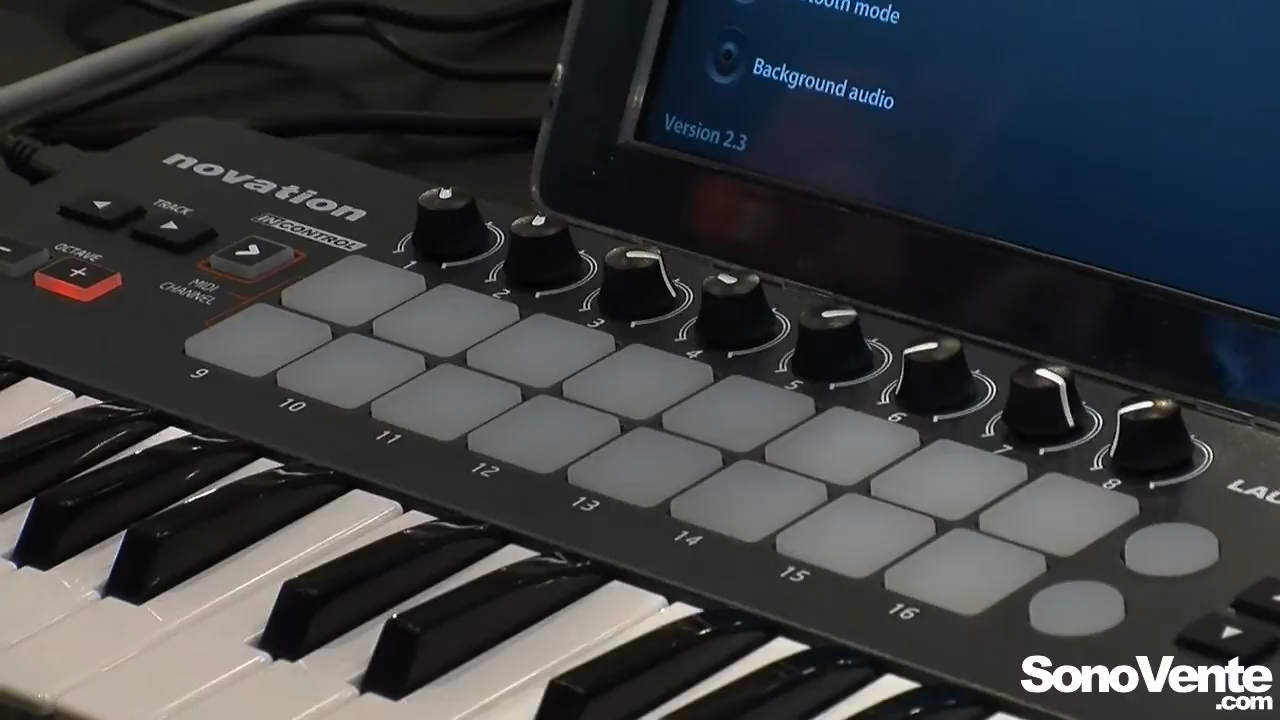 mode
Background audio
Version 2.3
novation
INCONTROL
TRACK
OCTAVE
+
MIDI
CHANNEL
1
2
3
4
5
6
7
8
9
10
11
12
13
14
15
16
SonoVente
.com